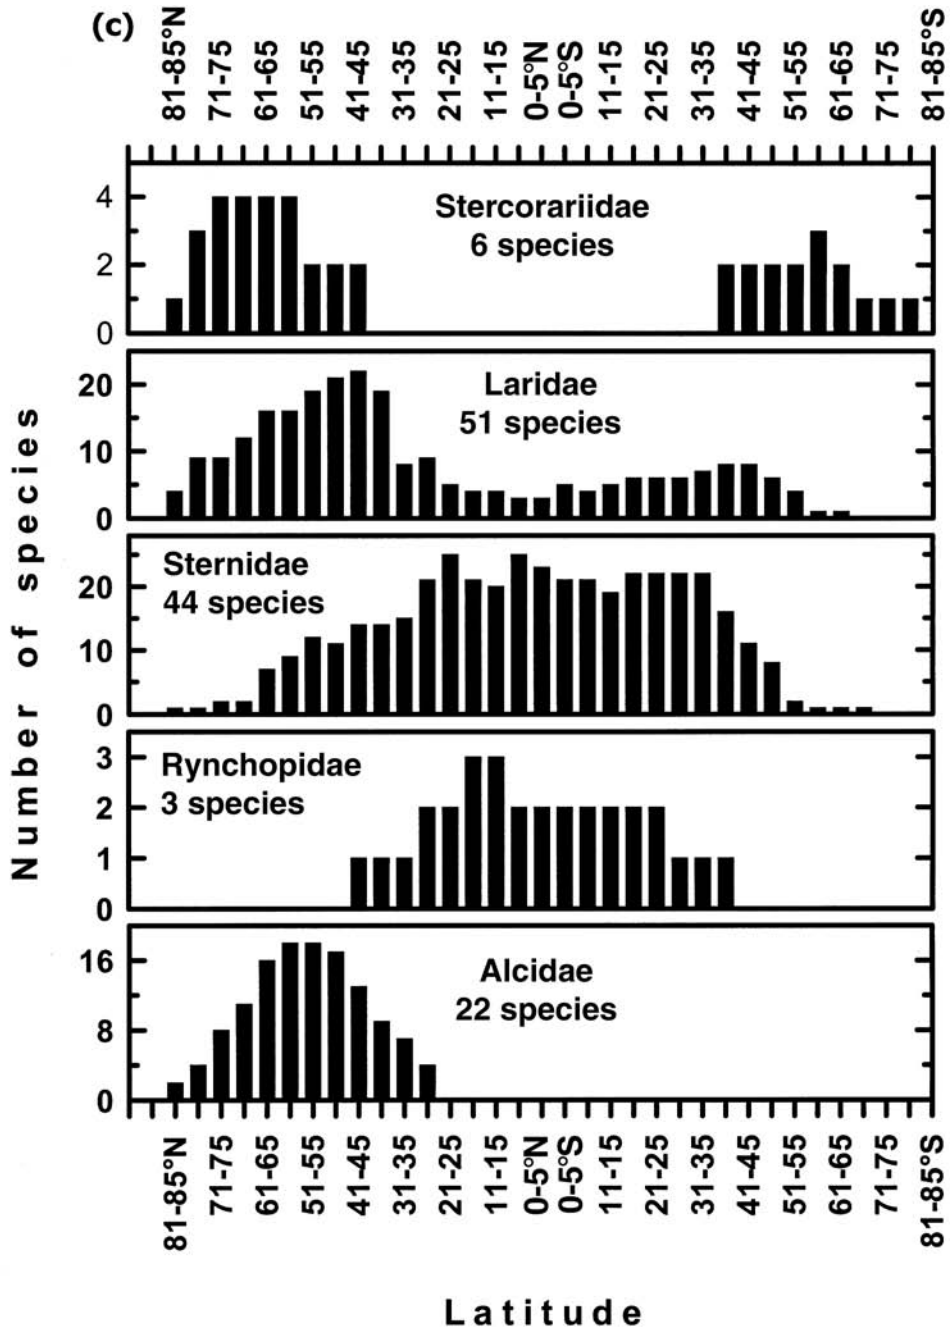 (c)
81-85°N
71-75
61-65
51-55
41-45
31-35
21-25
11-15
0-5°N
0-5°S
11-15
21-25
31-35
41-45
51-55
61-65
71-75
81-85°S
Number of species
4
2
0
Stercorariidae
6 species
20
10
0
Laridae
51 species
20
10
0
Sternidae
44 species
3
2
1
0
Rynchopidae
3 species
16
8
0
Alcidae
22 species
81-85°N
71-75
61-65
51-55
41-45
31-35
21-25
11-15
0-5°N
0-5°S
11-15
21-25
31-35
41-45
51-55
61-65
71-75
81-85°S
Latitude